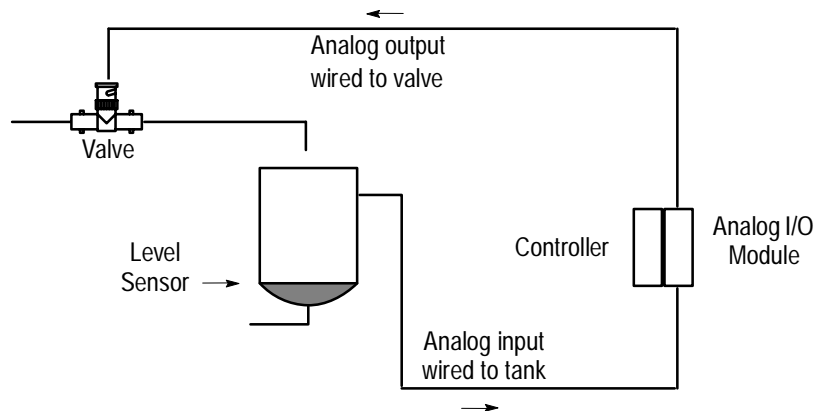 Analog output
wired to valve
Valve
Level
Sensor
Controller
Analog I/O
Module
Analog input
wired to tank